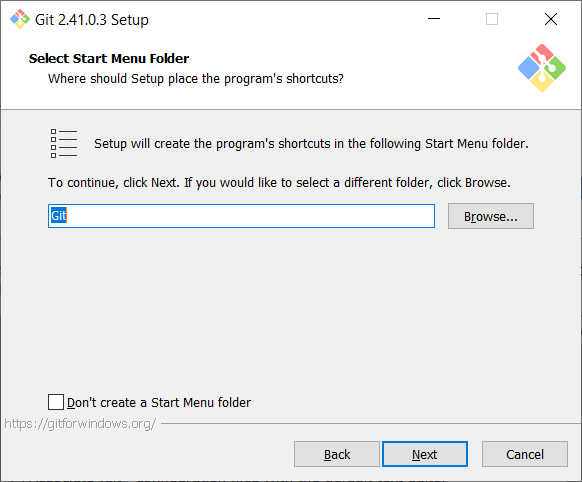 Git 2.41.0.3 Setup
Select Start Menu Folder
Where should Setup place the program's shortcuts?
Setup will create the program's shortcuts in the following Start Menu folder.
To continue, click Next. If you would like to select a different folder, click Browse.
Git
Browse...
Don't create a Start Menu folder
https://gitforwindows.org/
Back
Next
Cancel